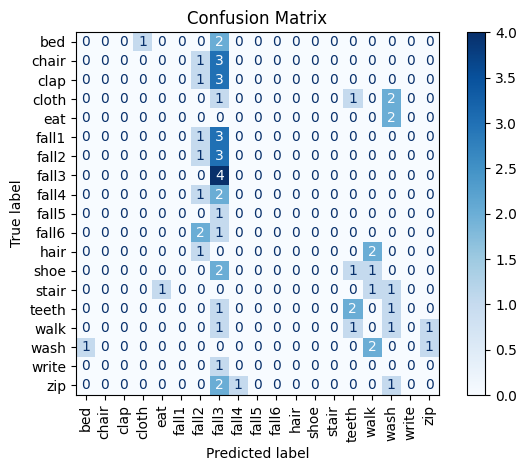 Confusion Matrix
bed 0 0 0 1 0 0 0 2 0 0 0 0 0 0 0 0 0 0 0
chair 0 0 0 0 0 0 1 3 0 0 0 0 0 0 0 0 0 0 0
clap 0 0 0 0 0 0 1 3 0 0 0 0 0 0 0 0 0 0 0
cloth 0 0 0 0 0 0 0 1 0 0 0 0 0 0 1 0 2 0 0
eat 0 0 0 0 0 0 0 0 0 0 0 0 0 0 0 0 2 0 0
fall1 0 0 0 0 0 0 1 3 0 0 0 0 0 0 0 0 0 0 0
fall2 0 0 0 0 0 0 1 3 0 0 0 0 0 0 0 0 0 0 0
fall3 0 0 0 0 0 0 0 4 0 0 0 0 0 0 0 0 0 0 0
fall4 0 0 0 0 0 0 1 2 0 0 0 0 0 0 0 0 0 0 0
fall5 0 0 0 0 0 0 0 1 0 0 0 0 0 0 0 0 0 0 0
fall6 0 0 0 0 0 0 2 1 0 0 0 0 0 0 0 0 0 0 0
hair 0 0 0 0 0 0 1 0 0 0 0 0 0 0 0 2 0 0 0
shoe 0 0 0 0 0 0 0 2 0 0 0 0 0 0 1 1 0 0 0
stair 0 0 0 0 1 0 0 0 0 0 0 0 0 0 0 1 1 0 0
teeth 0 0 0 0 0 0 0 1 0 0 0 0 0 0 2 0 1 0 0
walk 0 0 0 0 0 0 0 1 0 0 0 0 0 0 1 0 1 0 1
wash 1 0 0 0 0 0 0 0 0 0 0 0 0 0 0 2 0 0 1
write 0 0 0 0 0 0 0 1 0 0 0 0 0 0 0 0 0 0 0
zip 0 0 0 0 0 0 0 2 1 0 0 0 0 0 0 0 1 0 0
True label
bed chair clap cloth eat fall1 fall2 fall3 fall4 fall5 fall6 hair shoe stair teeth walk wash write zip
Predicted label
4.0
3.5
3.0
2.5
2.0
1.5
1.0
0.5
0.0